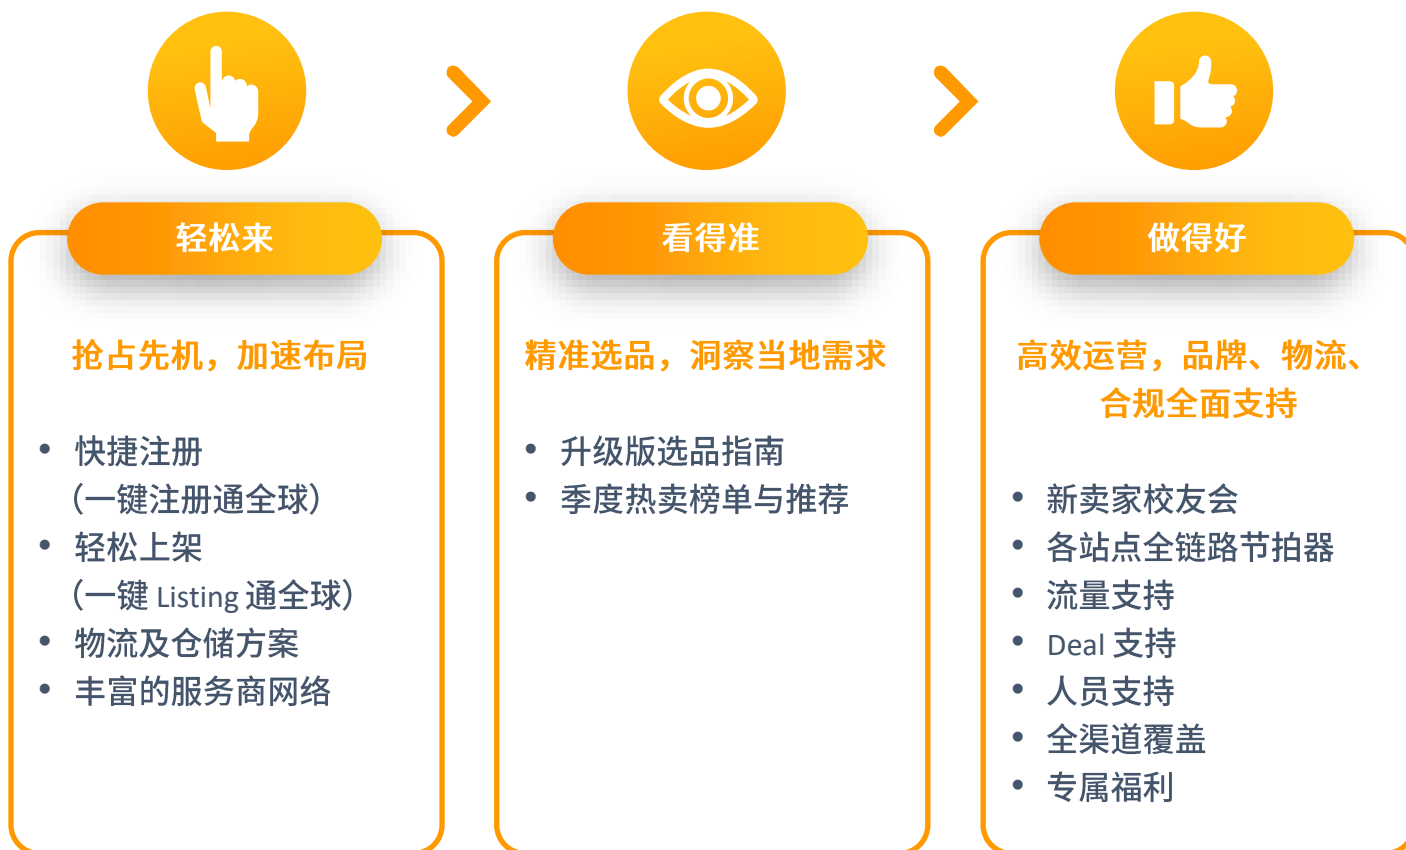 轻松来
抢占先机，加速布局
• 快捷注册
（一键注册通全球）
• 轻松上架
（一键 Listing 通全球）
• 物流及仓储方案
• 丰富的服务商网络
看得准
精准选品，洞察当地需求
• 升级版选品指南
• 季度热卖榜单与推荐
做得好
高效运营，品牌、物流、
合规全面支持
• 新卖家校友会
• 各站点全链路节拍器
• 流量支持
• Deal 支持
• 人员支持
• 全渠道覆盖
• 专属福利